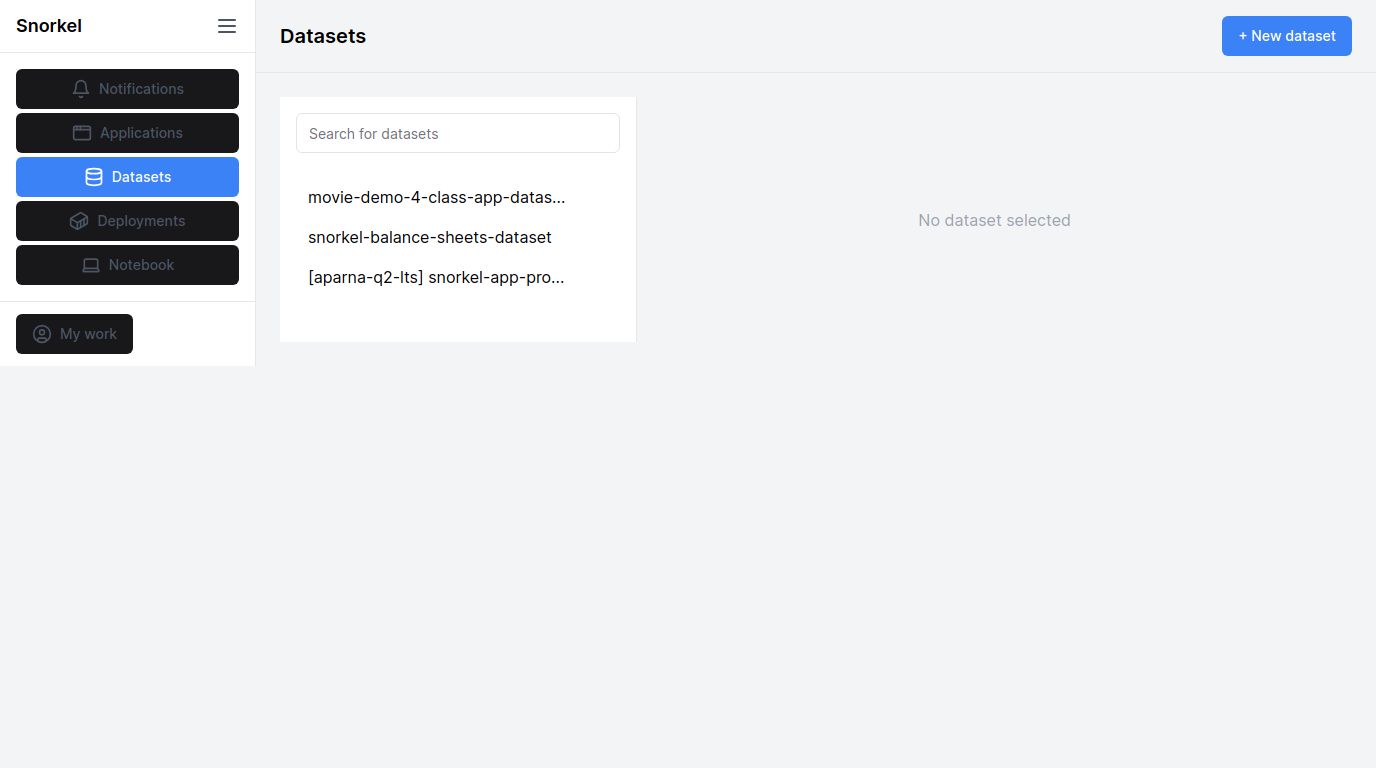 Snorkel
Notifications
Applications
Datasets
Deployments
Notebook
My work
Datasets
+ New dataset
Search for datasets
movie-demo-4-class-app-datas...
snorkel-balance-sheets-dataset
[aparna-q2-lts] snorkel-app-pro...
No dataset selected